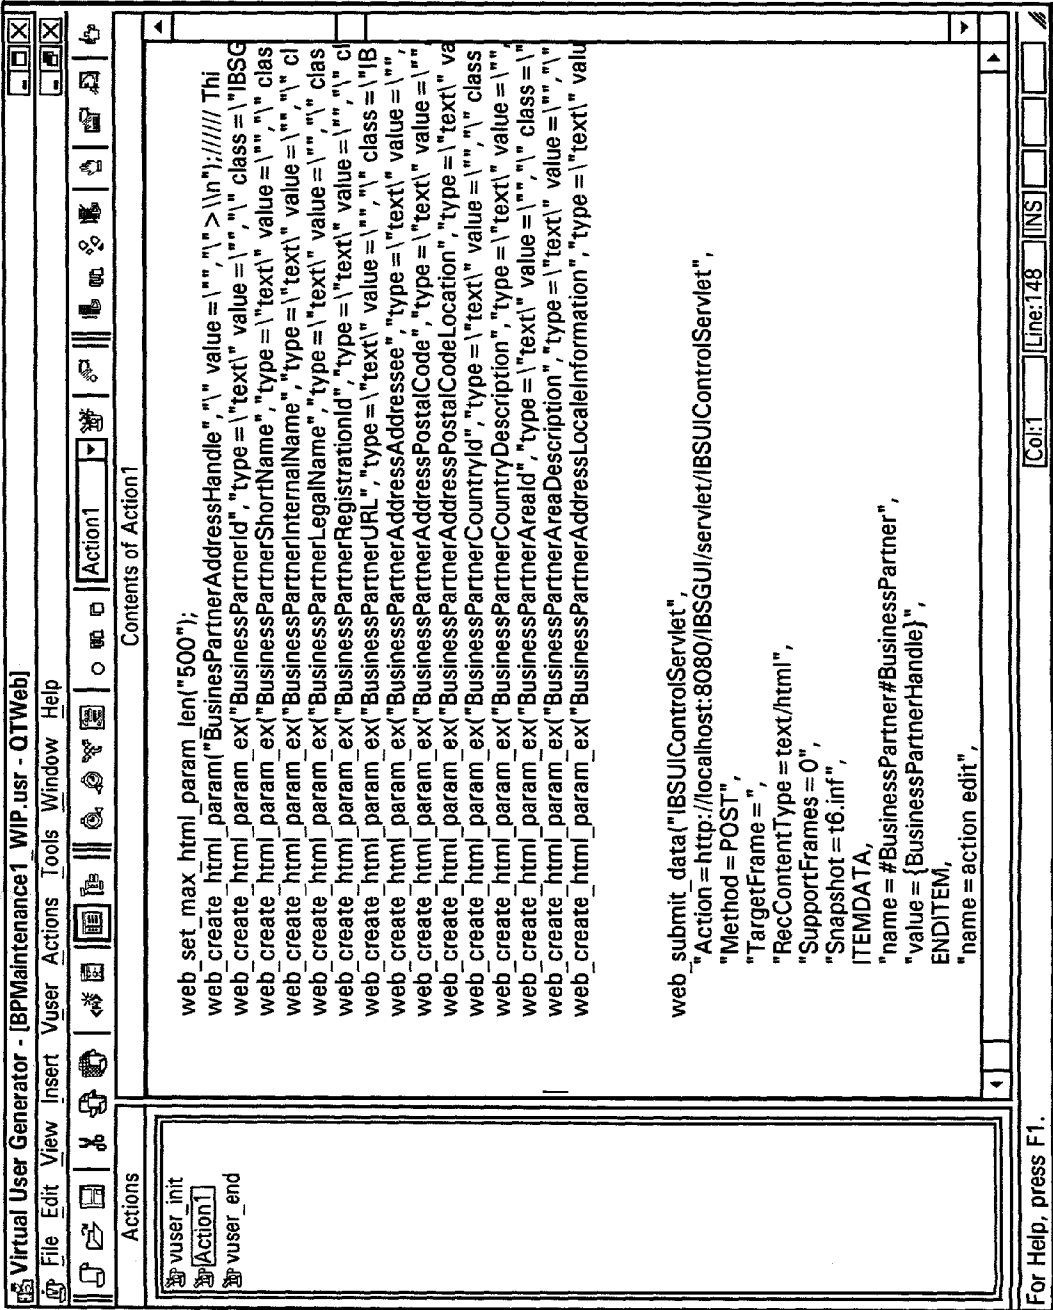 Virtual User Generator - [BPMaintenance1_WIP.usr - QTWeb]
File Edit View Insert Vuser Actions Tools Window Help
Action1
Actions
Contents of Action1
vuser_init
Action1
vuser_end
web_set_max_html_param_len("500");
web_create_html_param("BusinesPartnerAddressHandle","\" value=\"","\" > \\n");////// Thi
web_create_html_param_ex("BusinessPartnerId","type=\"text\" value=\"","\" class=\"IBSG
web_create_html_param_ex("BusinessPartnerShortName","type=\"text\" value=\"","\" clas
web_create_html_param_ex("BusinessPartnerInternalName","type=\"text\" value=\"","\" cl
web_create_html_param_ex("BusinessPartnerLegalName","type=\"text\" value=\"","\" clas
web_create_html_param_ex("BusinessPartnerRegistrationId","type=\"text\" value=\"","\" cl
web_create_html_param_ex("BusinessPartnerURL","type=\"text\" value=\"","\" class=\"IB
web_create_html_param_ex("BusinessPartnerAddressAddressee","type=\"text\" value=\"",
web_create_html_param_ex("BusinessPartnerAddressPostalCode","type=\"text\" value=\""
web_create_html_param_ex("BusinessPartnerAddressPostalCodeLocation","type=\"text\" va
web_create_html_param_ex("BusinessPartnerCountryId","type=\"text\" value=\"","\" class
web_create_html_param_ex("BusinessPartnerCountryDescription","type=\"text\" value=\"",
web_create_html_param_ex("BusinessPartnerAreaId","type=\"text\" value=\"","\" class=\"
web_create_html_param_ex("BusinessPartnerAreaDescription","type=\"text\" value=\"","\"
web_create_html_param_ex("BusinessPartnerAddressLocaleInformation","type=\"text\" valu
web_submit_data("IBSUIControlServlet",
"Action=http://localhost:8080/IBSGUI/servlet/IBSUIControlServlet",
"Method=POST",
"TargetFrame=",
"RecContentType=text/html",
"SupportFrames=0",
"Snapshot=t6.inf",
ITEMDATA,
"name=#BusinessPartner#BusinessPartner",
"value={BusinessPartnerHandle}",
ENDITEM,
"name=action edit",
For Help, press F1.
Col:1 Line:148 INS